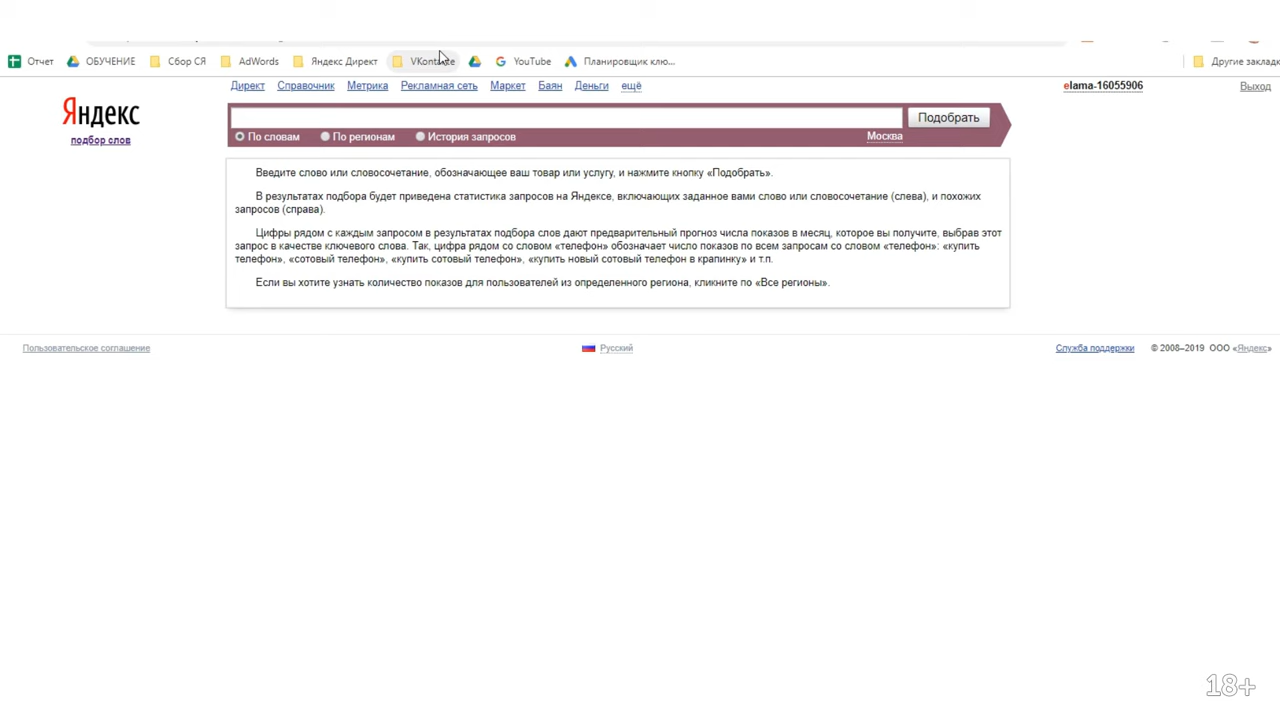 Отчет ОБУЧЕНИЕ Сбор СЯ AdWords Яндекс Директ VKontakte YouTube Планировщик клю... Другие заклад
Директ Справочник Метрика Рекламная сеть Маркет Баян Деньги ещё elama-16055906 Выход
Яндекс
подбор слов
Подобрать
По словам По регионам История запросов Москва
Введите слово или словосочетание, обозначающее ваш товар или услугу, и нажмите кнопку «Подобрать».
В результатах подбора будет приведена статистика запросов на Яндексе, включающих заданное вами слово или словосочетание (слева), и похожих
запросов (справа).
Цифры рядом с каждым запросом в результатах подбора слов дают предварительный прогноз числа показов в месяц, которое вы получите, выбрав этот
запрос в качестве ключевого слова. Так, цифра рядом со словом «телефон» обозначает число показов по всем запросам со словом «телефон»: «купить
телефон», «сотовый телефон», «купить сотовый телефон», «купить новый сотовый телефон в крапинку» и т.п.
Если вы хотите узнать количество показов для пользователей из определенного региона, кликните по «Все регионы».
Пользовательское соглашение Русский Служба поддержки © 2008–2019 ООО «Яндекс»
18+